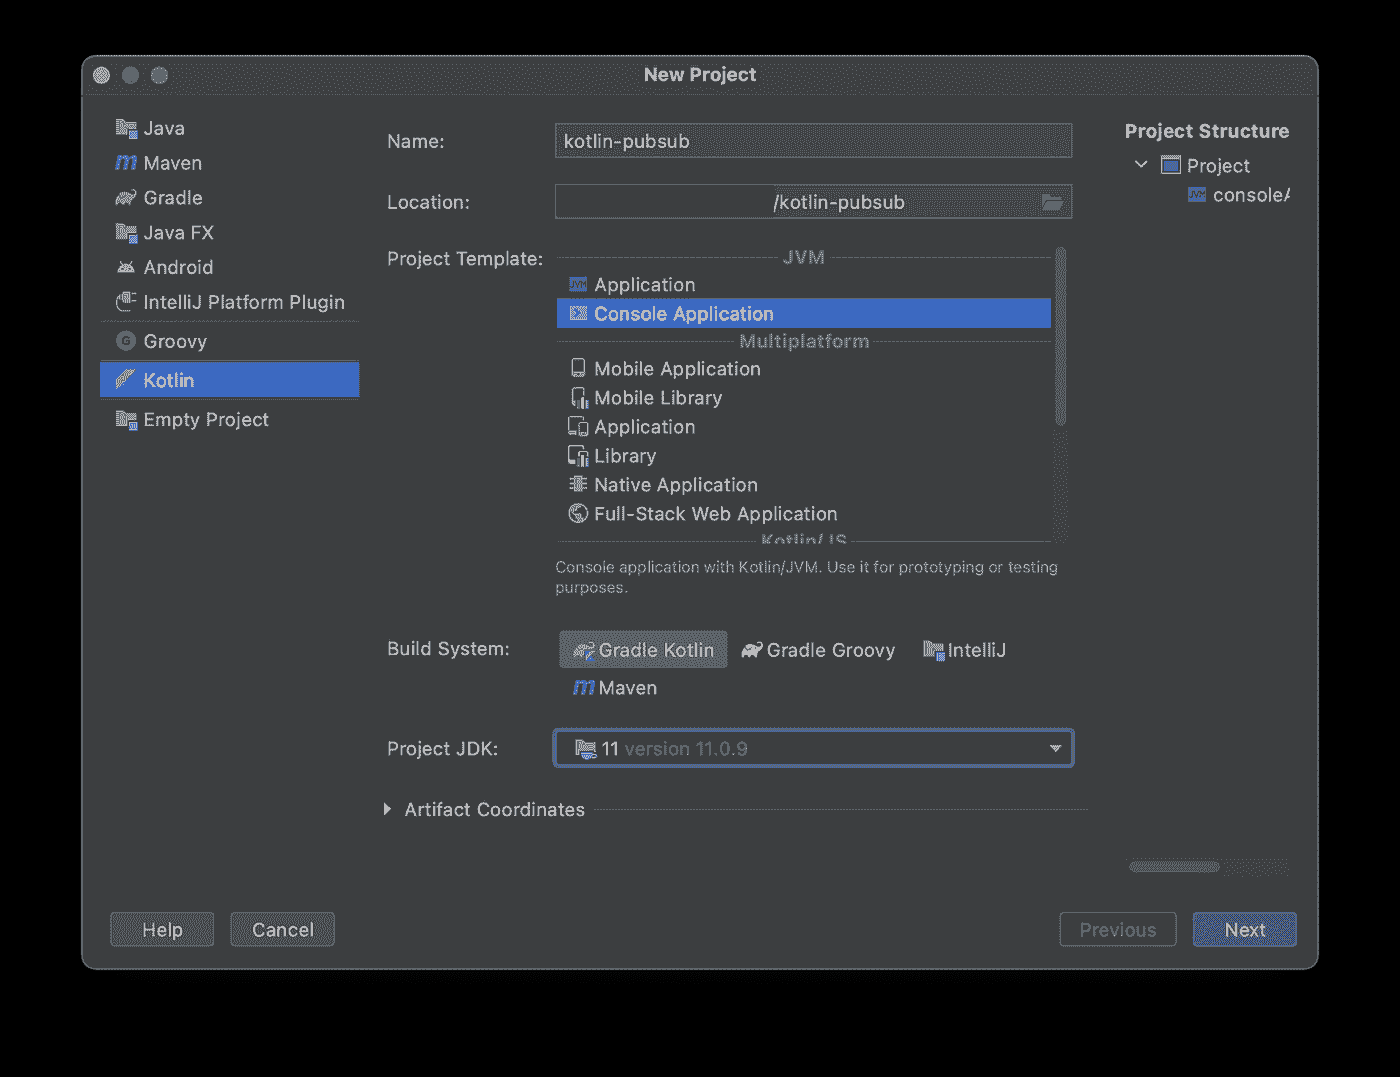 New Project
Java
Maven
Gradle
Java FX
Android
IntelliJ Platform Plugin
Groovy
Kotlin
Empty Project
Name: kotlin-pubsub
Location: /kotlin-pubsub
Project Template:
JVM
Application
Console Application
Multiplatform
Mobile Application
Mobile Library
Application
Library
Native Application
Full-Stack Web Application
Kotlin/JS
Console application with Kotlin/JVM. Use it for prototyping or testing
purposes.
Build System: Gradle Kotlin Gradle Groovy IntelliJ
Maven
Project JDK: 11 version 11.0.9
Artifact Coordinates
Project Structure
Project
consoleA
Help Cancel Previous Next